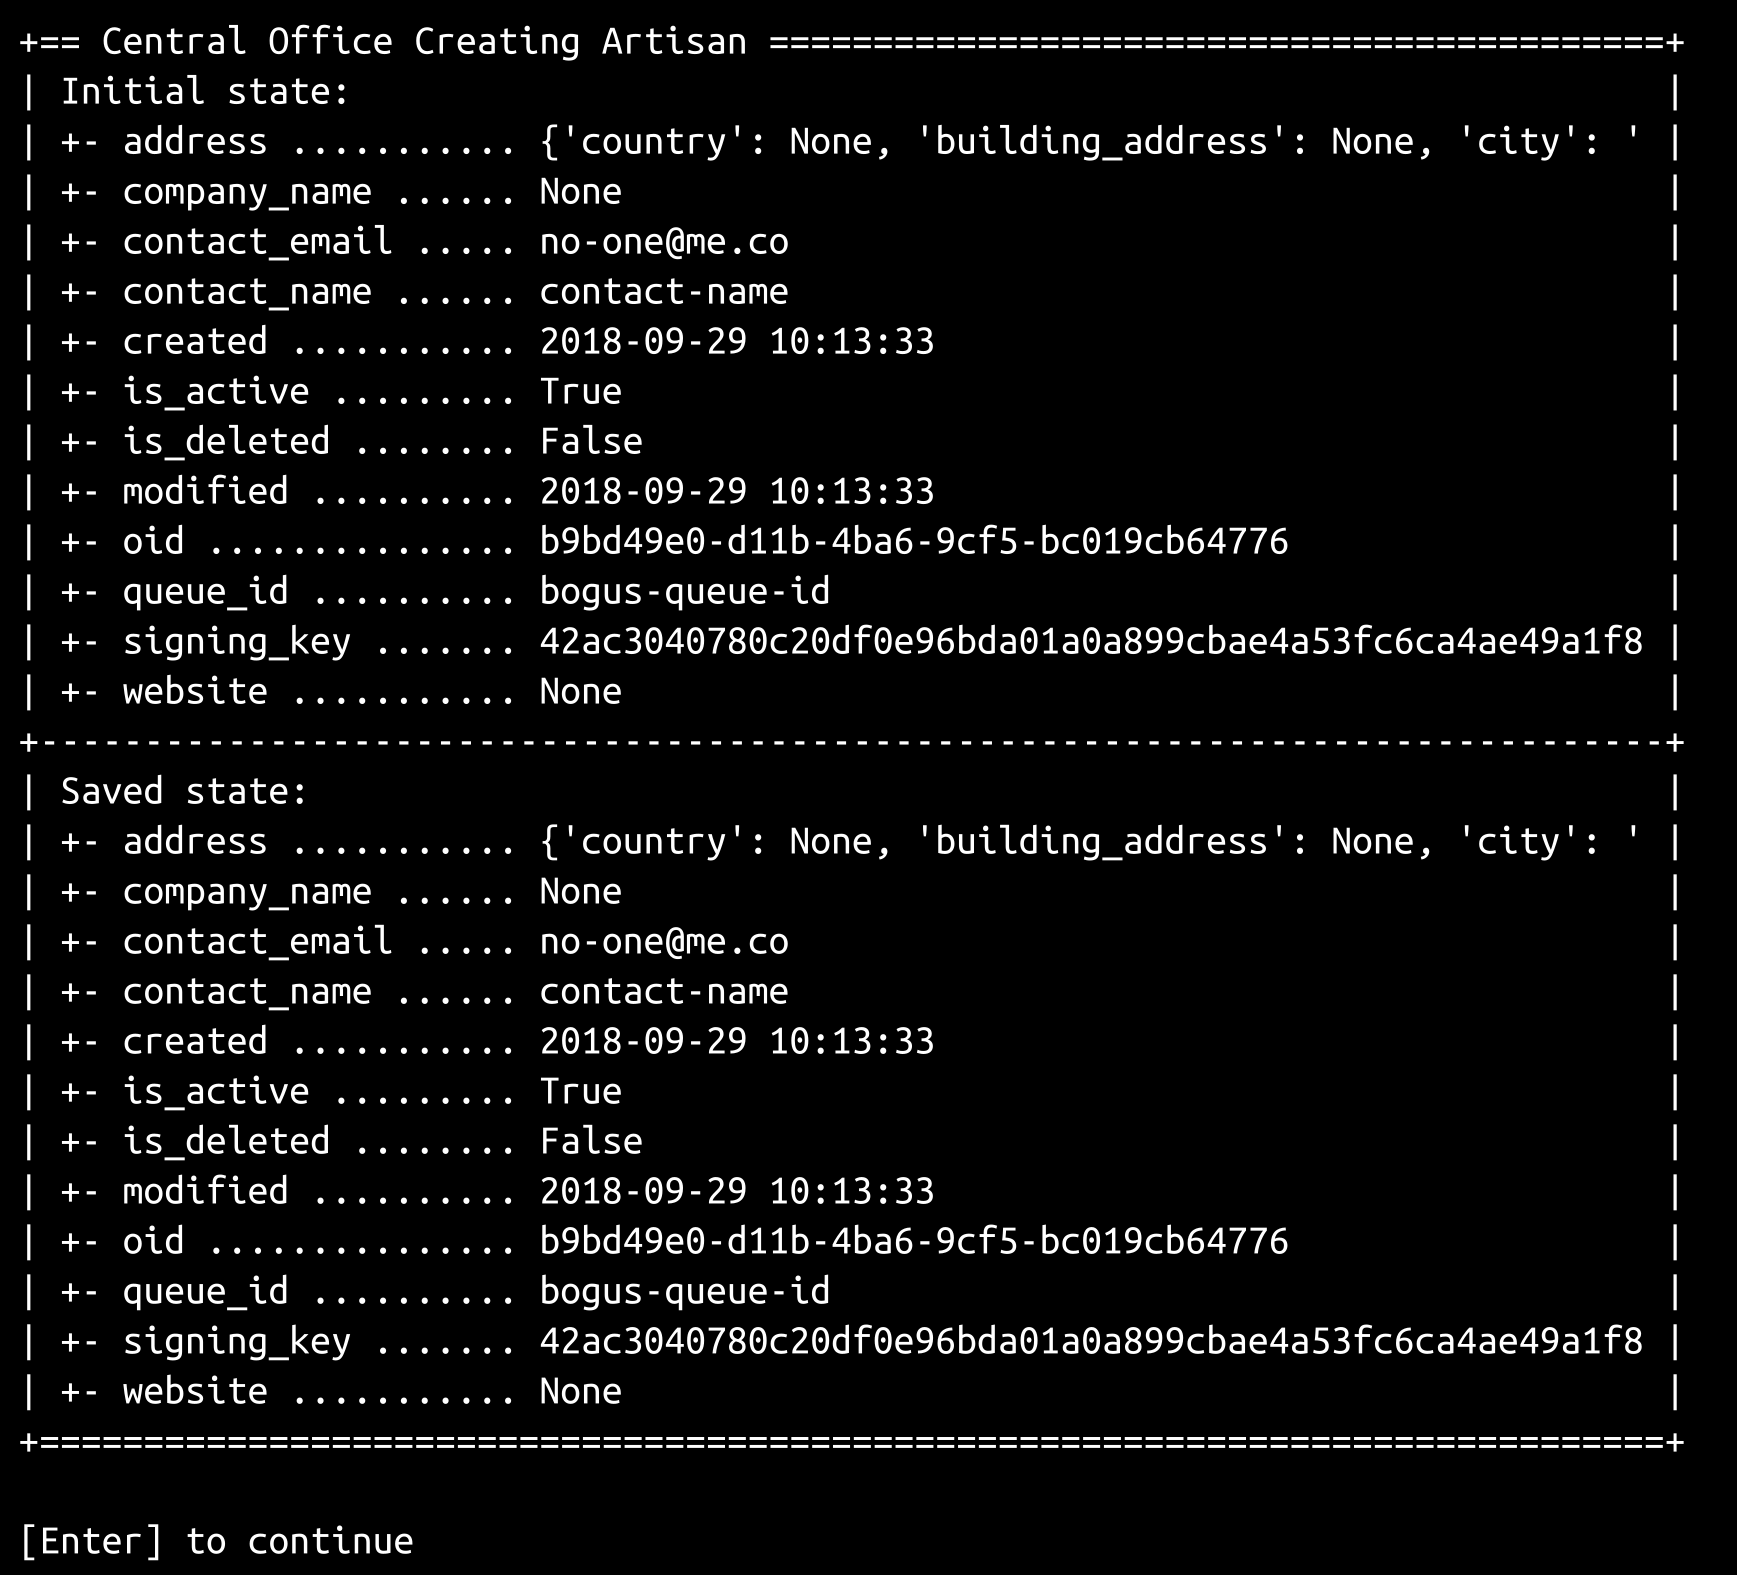 +== Central Office Creating Artisan ===========================================+
| Initial state:                                                               |
| +- address ........... {'country': None, 'building_address': None, 'city': ' |
| +- company_name ...... None                                                  |
| +- contact_email ..... no-one@me.co                                          |
| +- contact_name ...... contact-name                                          |
| +- created ........... 2018-09-29 10:13:33                                   |
| +- is_active ......... True                                                  |
| +- is_deleted ........ False                                                 |
| +- modified .......... 2018-09-29 10:13:33                                   |
| +- oid ............... b9bd49e0-d11b-4ba6-9cf5-bc019cb64776                  |
| +- queue_id .......... bogus-queue-id                                        |
| +- signing_key ....... 42ac3040780c20df0e96bda01a0a899cbae4a53fc6ca4ae49a1f8 |
| +- website ........... None                                                  |
+------------------------------------------------------------------------------+
| Saved state:                                                                 |
| +- address ........... {'country': None, 'building_address': None, 'city': ' |
| +- company_name ...... None                                                  |
| +- contact_email ..... no-one@me.co                                          |
| +- contact_name ...... contact-name                                          |
| +- created ........... 2018-09-29 10:13:33                                   |
| +- is_active ......... True                                                  |
| +- is_deleted ........ False                                                 |
| +- modified .......... 2018-09-29 10:13:33                                   |
| +- oid ............... b9bd49e0-d11b-4ba6-9cf5-bc019cb64776                  |
| +- queue_id .......... bogus-queue-id                                        |
| +- signing_key ....... 42ac3040780c20df0e96bda01a0a899cbae4a53fc6ca4ae49a1f8 |
| +- website ........... None                                                  |
+==============================================================================+
[Enter] to continue